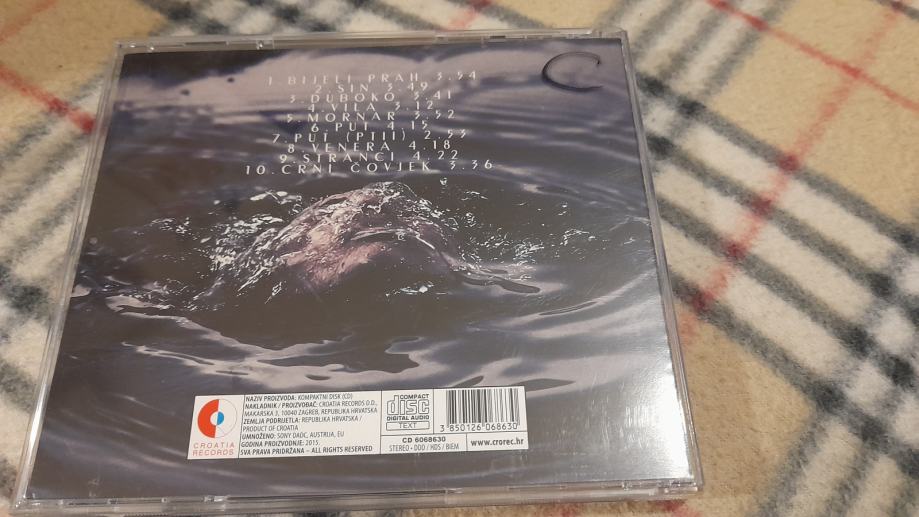 1.BIJELI PRAH 3.54
2.SIN 3.49
3.DUBOKO 3.41
4.VILA 3.12
5.MORNAR 3.52
6.PUT 4.15
7.PUT (PTII) 2.53
8.VENERA 4.18
9.STRANCI 4.22
10.CRNI ČOVJEK 3.36
C
CROATIA
RECORDS
NAZIV PROIZVODA: KOMPAKTNI DISK (CD)
NAKLADNIK / PROIZVOĐAČ: CROATIA RECORDS D.D.,
MAKARSKA 3, 10040 ZAGREB, REPUBLIKA HRVATSKA
ZEMLJA PODRIJETLA: REPUBLIKA HRVATSKA /
PRODUCT OF CROATIA
UMNOŽENO: SONY DADC, AUSTRIJA, EU
GODINA PROIZVODNJE: 2015.
SVA PRAVA PRIDRŽANA – ALL RIGHTS RESERVED
COMPACT
disc
DIGITAL AUDIO
TEXT
CD 6068630
STEREO • DDD / HDS / BIEM
3 850126 068630
www.crorec.hr